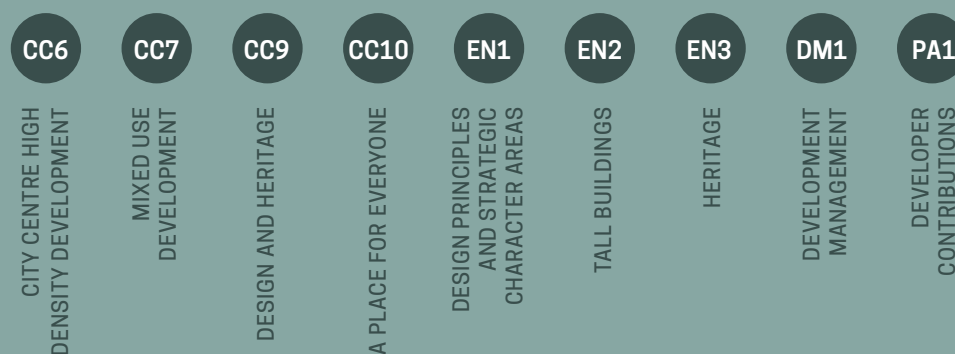 CC6
CITY CENTRE HIGH
DENSITY DEVELOPMENT
CC7
MIXED USE
DEVELOPMENT
CC9
DESIGN AND HERITAGE
CC10
A PLACE FOR EVERYONE
EN1
DESIGN PRINCIPLES
AND STRATEGIC
CHARACTER AREAS
EN2
TALL BUILDINGS
EN3
HERITAGE
DM1
DEVELOPMENT
MANAGEMENT
PA1
DEVELOPER
CONTRIBUTIONS